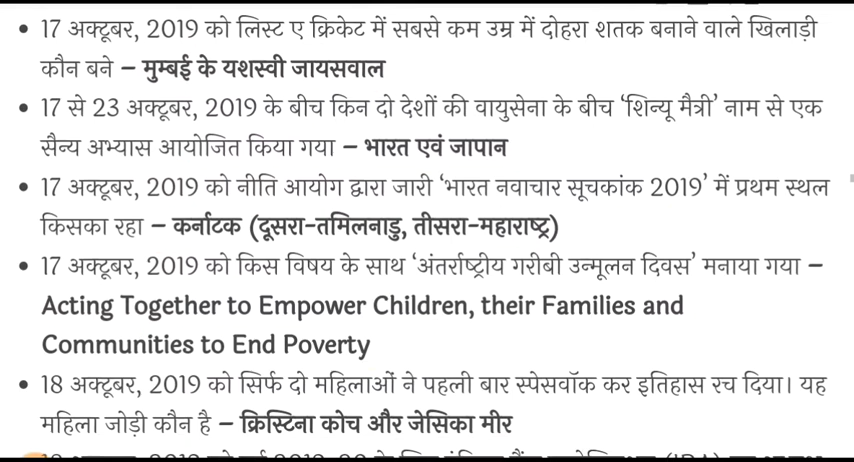 • 17 अक्टूबर, 2019 को लिस्ट ए क्रिकेट में सबसे कम उम्र में दोहरा शतक बनाने वाले खिलाड़ी
कौन बने – मुम्बई के यशस्वी जायसवाल
• 17 से 23 अक्टूबर, 2019 के बीच किन दो देशों की वायुसेना के बीच ‘शिन्यू मैत्री’ नाम से एक
सैन्य अभ्यास आयोजित किया गया – भारत एवं जापान
• 17 अक्टूबर, 2019 को नीति आयोग द्वारा जारी ‘भारत नवाचार सूचकांक 2019’ में प्रथम स्थल
किसका रहा – कर्नाटक (दूसरा-तमिलनाडु, तीसरा-महाराष्ट्र)
• 17 अक्टूबर, 2019 को किस विषय के साथ ‘अंतर्राष्ट्रीय गरीबी उन्मूलन दिवस’ मनाया गया –
Acting Together to Empower Children, their Families and
Communities to End Poverty
• 18 अक्टूबर, 2019 को सिर्फ दो महिलाओं ने पहली बार स्पेसवॉक कर इतिहास रच दिया। यह
महिला जोड़ी कौन है – क्रिस्टिना कोच और जेसिका मीर